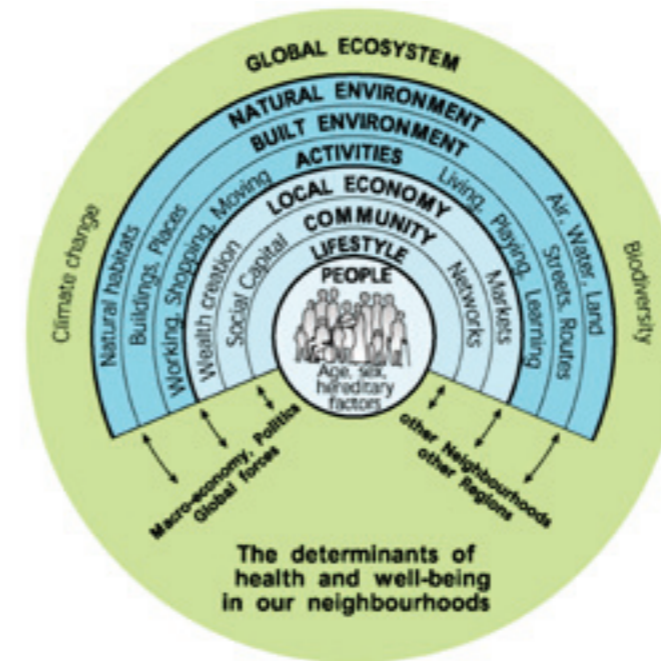 GLOBAL ECOSYSTEM
NATURAL ENVIRONMENT
BUILT ENVIRONMENT
ACTIVITIES
LOCAL ECONOMY
COMMUNITY
LIFESTYLE
PEOPLE
Age, sex,
hereditary
factors
Climate change
Natural habitats
Buildings, Places
Working, Shopping, Moving
Wealth creation
Social Capital
Networks
Markets
Living, Playing, Learning
Streets, Routes
Air, Water, Land
Biodiversity
Macro-economy, Politics
Global forces
other Neighbourhoods
other Regions
The determinants of
health and well-being
in our neighbourhoods